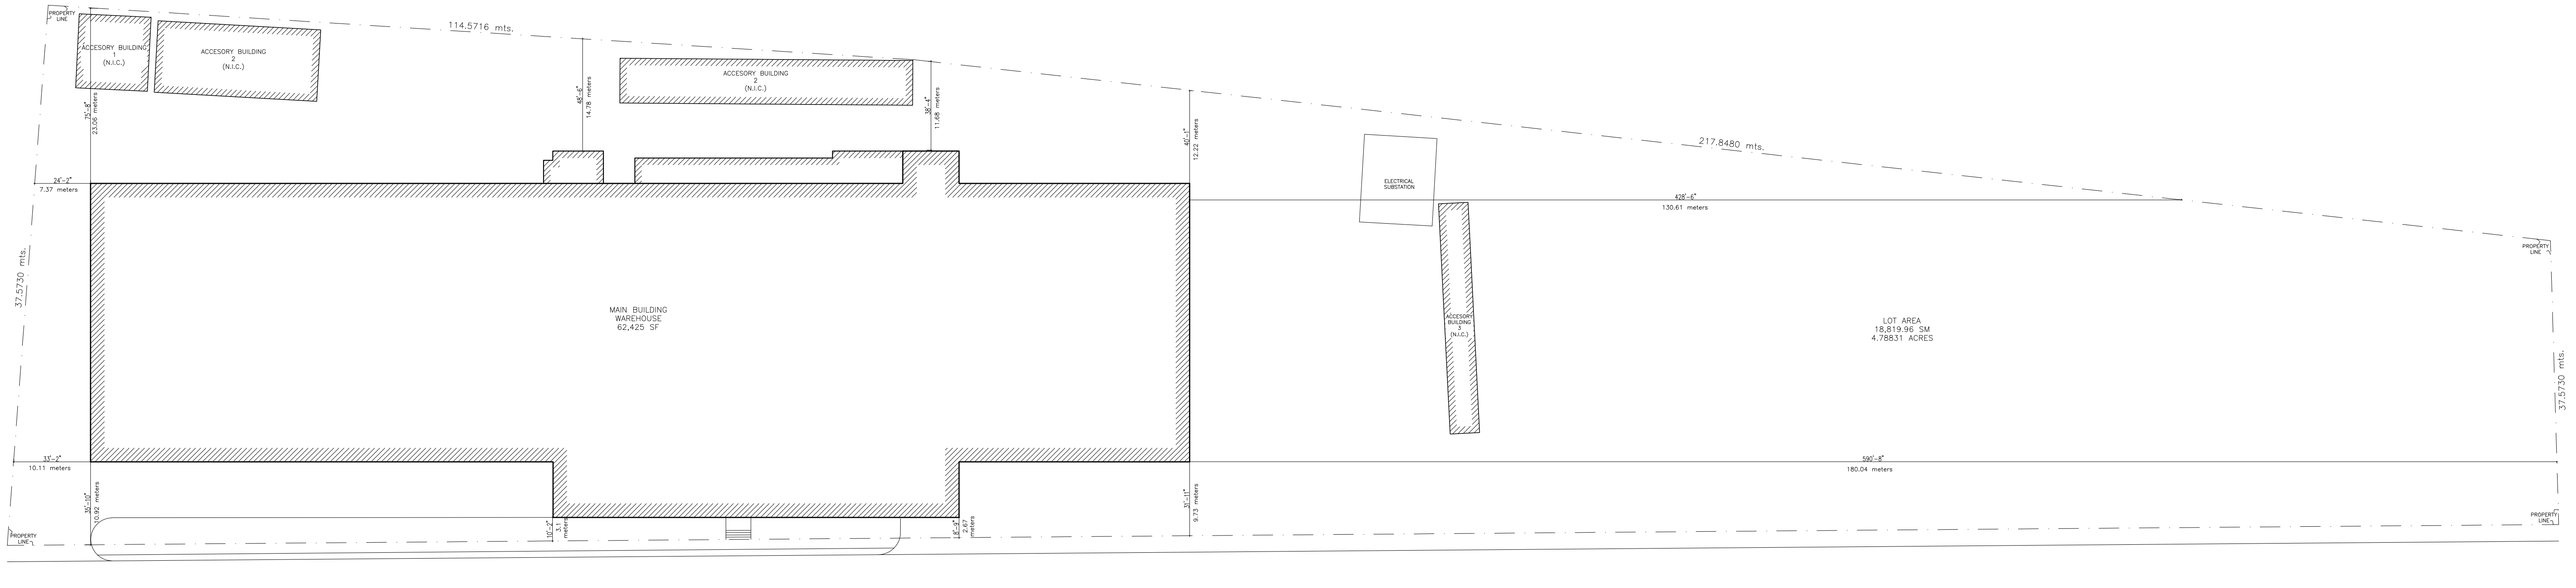 PROPERTY
LINE
114.5716 mts.
ACCESORY BUILDING
1
(N.I.C.)
ACCESORY BUILDING
2
(N.I.C.)
ACCESORY BUILDING
2
(N.I.C.)
75'-8"
23.06 meters
48'-6"
14.78 meters
38'-4"
11.68 meters
40'-1"
12.22 meters
217.8480 mts.
24'-2"
7.37 meters
ELECTRICAL
SUBSTATION
428'-6"
130.61 meters
PROPERTY
LINE
37.5730 mts.
MAIN BUILDING
WAREHOUSE
62,425 SF
ACCESORY
BUILDING
3
(N.I.C.)
LOT AREA
18,819.96 SM
4.78831 ACRES
37.5730 mts.
33'-2"
10.11 meters
590'-8"
180.04 meters
35'-10"
10.92 meters
31'-11"
9.73 meters
10'-2"
3.1
meters
8'-9"
2.67
meters
PROPERTY
LINE
PROPERTY
LINE